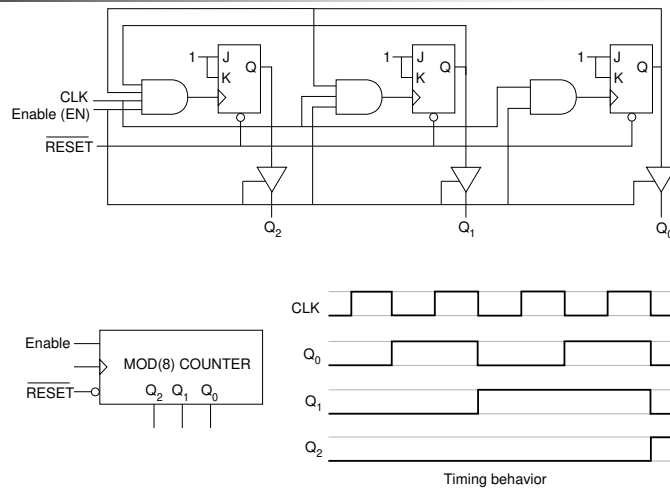 1 J Q K
1 J Q K
1 J Q K
CLK
Enable (EN)
RESET
Q2 Q1 Q0
Enable
MOD(8) COUNTER
Q2 Q1 Q0
RESET
CLK
Q0
Q1
Q2
Timing behavior